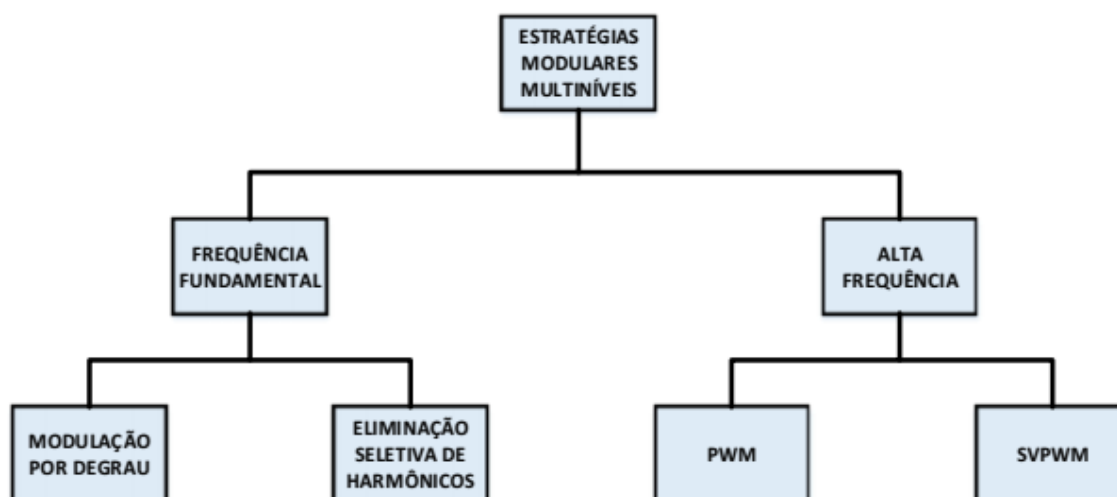 ESTRATÉGIAS
MODULARES
MULTINÍVEIS
FREQUÊNCIA
FUNDAMENTAL
ALTA
FREQUÊNCIA
MODULAÇÃO
POR DEGRAU
ELIMINAÇÃO
SELETIVA DE
HARMÔNICOS
PWM
SVPWM